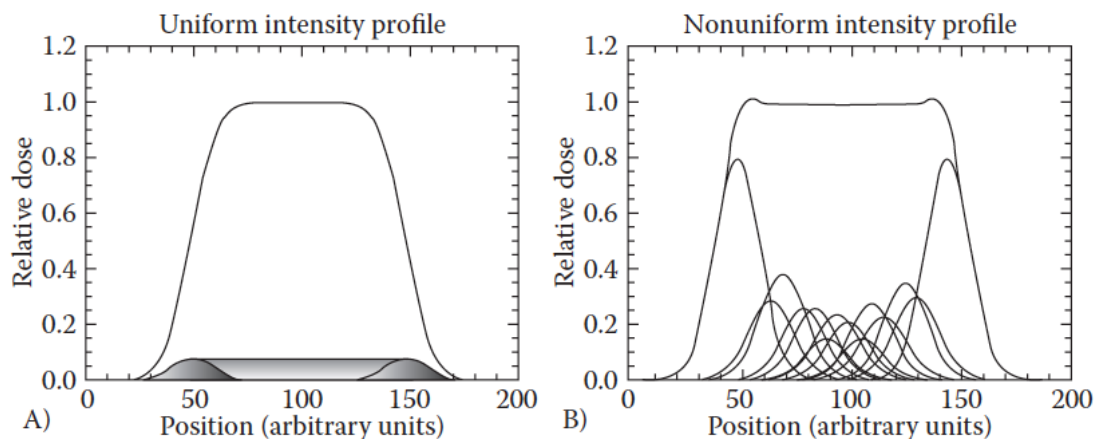 Uniform intensity profile
1.2
1.0
0.8
0.6
0.4
0.2
0.0
Relative dose
0 50 100 150 200
A) Position (arbitrary units)
Nonuniform intensity profile
1.2
1.0
0.8
0.6
0.4
0.2
0.0
Relative dose
0 50 100 150 200
B) Position (arbitrary units)